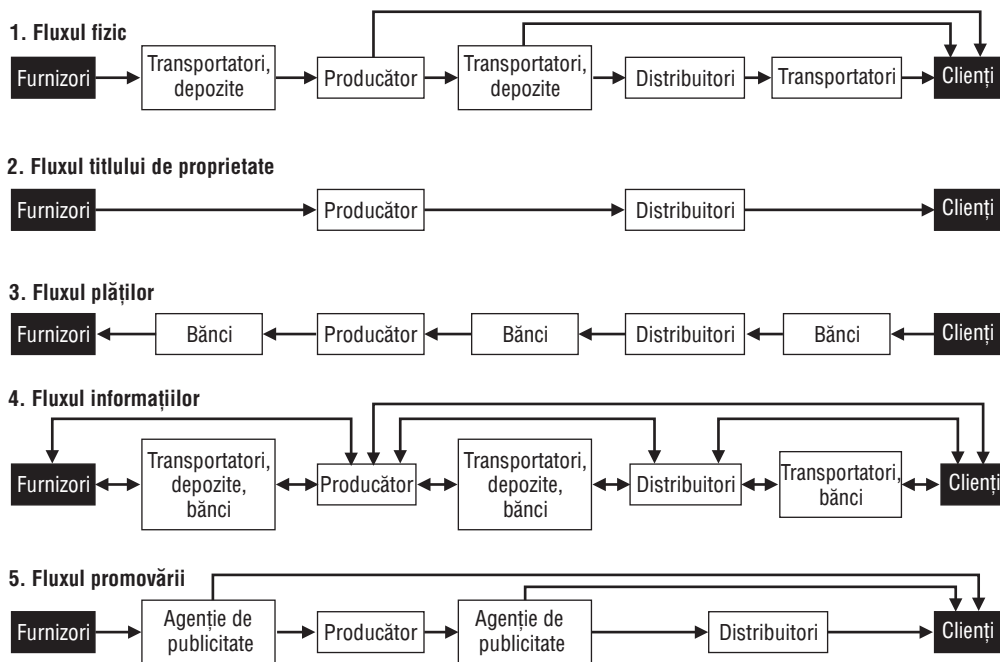 1. Fluxul fizic
Furnizori
Transportatori,
depozite
Producător
Transportatori,
depozite
Distribuitori
Transportatori
Clienți
2. Fluxul titlului de proprietate
Furnizori
Producător
Distribuitori
Clienți
3. Fluxul plăților
Furnizori
Bănci
Producător
Bănci
Distribuitori
Bănci
Clienți
4. Fluxul informațiilor
Furnizori
Transportatori,
depozite,
bănci
Producător
Transportatori,
depozite,
bănci
Distribuitori
Transportatori,
bănci
Clienți
5. Fluxul promovării
Furnizori
Agenție de
publicitate
Producător
Agenție de
publicitate
Distribuitori
Clienți